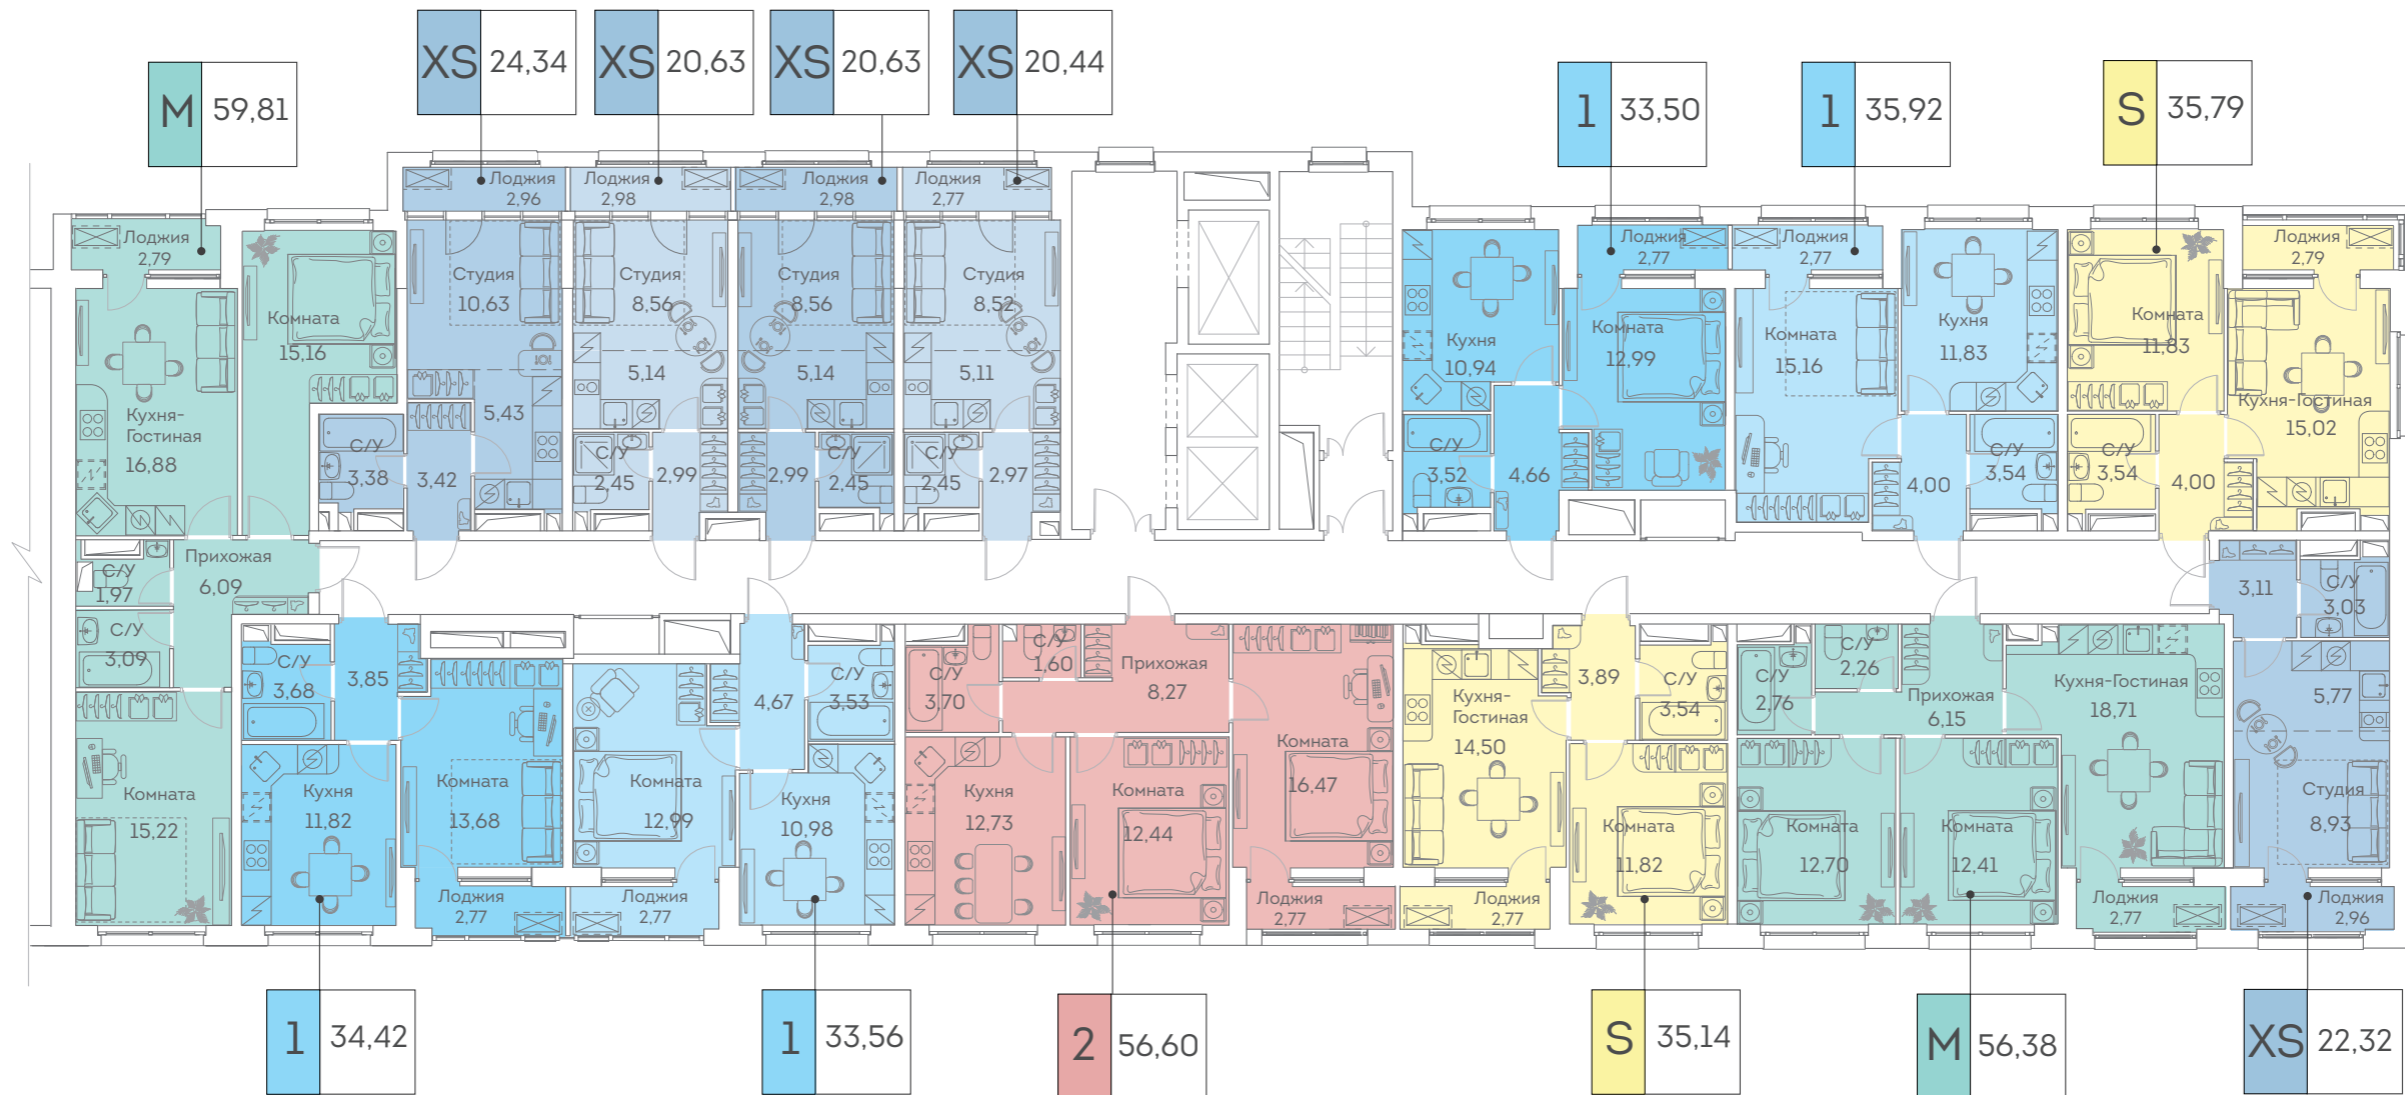 XS 24,34
XS 20,63
XS 20,63
XS 20,44
M 59,81
1 33,50
1 35,92
S 35,79
Лоджия
2,79
Комната
15,16
Кухня-
Гостиная
16,88
Прихожая
6,09
С/У
1,97
С/У
3,09
Комната
15,22
Лоджия
2,96
Студия
10,63
5,43
С/У
3,38
3,42
Лоджия
2,98
Студия
8,56
5,14
С/У
2,45
2,99
Лоджия
2,98
Студия
8,56
5,14
2,99
С/У
2,45
Лоджия
2,77
Студия
8,52
5,11
С/У
2,45
2,97
Кухня
10,94
Лоджия
2,77
Комната
12,99
С/У
3,52
4,66
Лоджия
2,77
Комната
15,16
Кухня
11,83
4,00
С/У
3,54
Комната
11,83
Лоджия
2,79
Кухня-Гостиная
15,02
С/У
3,54
4,00
С/У
3,68
3,85
Кухня
11,82
Комната
13,68
Лоджия
2,77
Комната
12,99
Лоджия
2,77
4,67
С/У
3,53
Кухня
10,98
С/У
3,70
С/У
1,60
Прихожая
8,27
Кухня
12,73
Комната
12,44
Комната
16,47
Лоджия
2,77
Кухня-
Гостиная
14,50
3,89
С/У
3,54
Комната
11,82
Лоджия
2,77
С/У
2,76
С/У
2,26
Прихожая
6,15
Комната
12,70
Комната
12,41
Кухня-Гостиная
18,71
Лоджия
2,77
3,11
С/У
3,03
5,77
Студия
8,93
Лоджия
2,96
1 34,42
1 33,56
2 56,60
S 35,14
M 56,38
XS 22,32